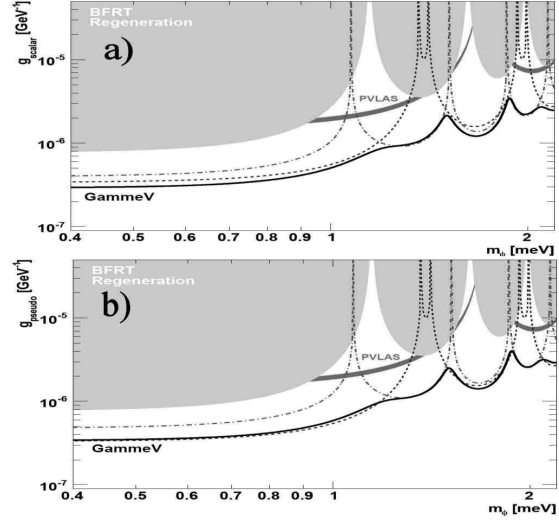 BFRT
Regeneration
g scalar [GeV⁻¹]
a)
10⁻⁵
PVLAS
10⁻⁶
GammeV
10⁻⁷
0.4 0.5 0.6 0.7 0.8 0.9 1 2
m_ϕ [meV]
BFRT
Regeneration
g pseudo [GeV⁻¹]
b)
10⁻⁵
PVLAS
10⁻⁶
GammeV
10⁻⁷
0.4 0.5 0.6 0.7 0.8 0.9 1 2
m_ϕ [meV]